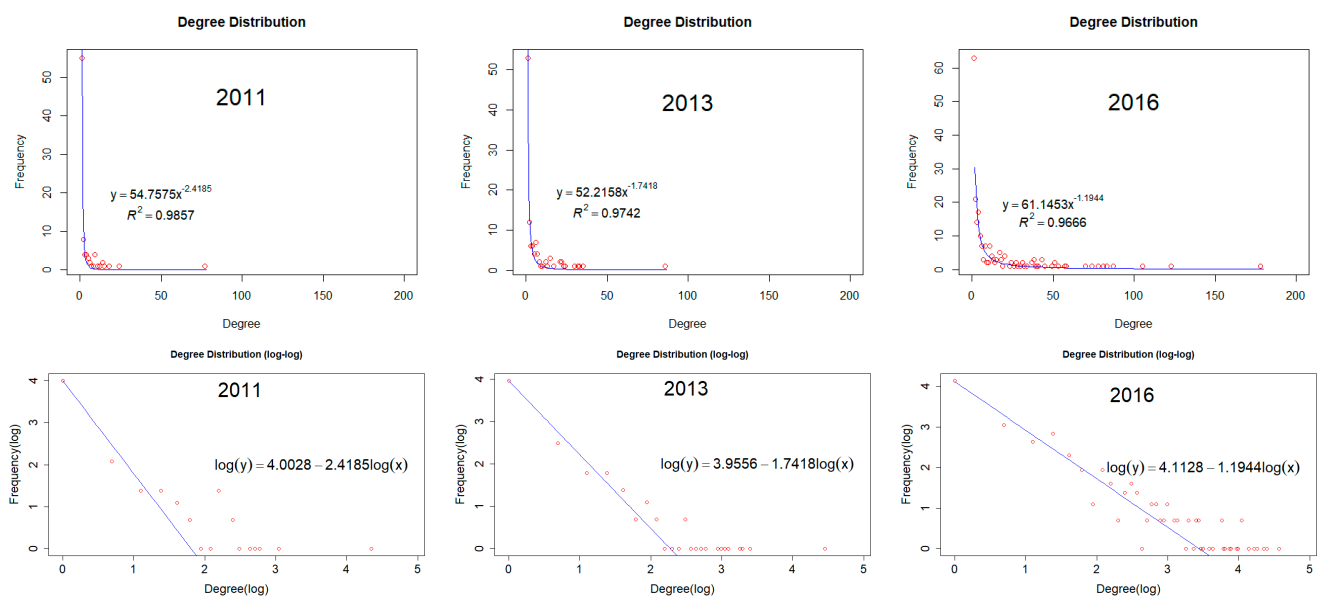 Degree Distribution
50
40
30
20
10
0
Frequency
2011
y = 54.7575x^-2.4185
R^2 = 0.9857
0 50 100 150 200
Degree
Degree Distribution
50
40
30
20
10
0
Frequency
2013
y = 52.2158x^-1.7418
R^2 = 0.9742
0 50 100 150 200
Degree
Degree Distribution
60
50
40
30
20
10
0
Frequency
2016
y = 61.1453x^-1.1944
R^2 = 0.9666
0 50 100 150 200
Degree
Degree Distribution (log-log)
4
3
2
1
0
Frequency(log)
2011
log(y) = 4.0028 − 2.4185log(x)
0 1 2 3 4 5
Degree(log)
Degree Distribution (log-log)
4
3
2
1
0
Frequency(log)
2013
log(y) = 3.9556 − 1.7418log(x)
0 1 2 3 4 5
Degree(log)
Degree Distribution (log-log)
4
3
2
1
0
Frequency(log)
2016
log(y) = 4.1128 − 1.1944log(x)
0 1 2 3 4 5
Degree(log)